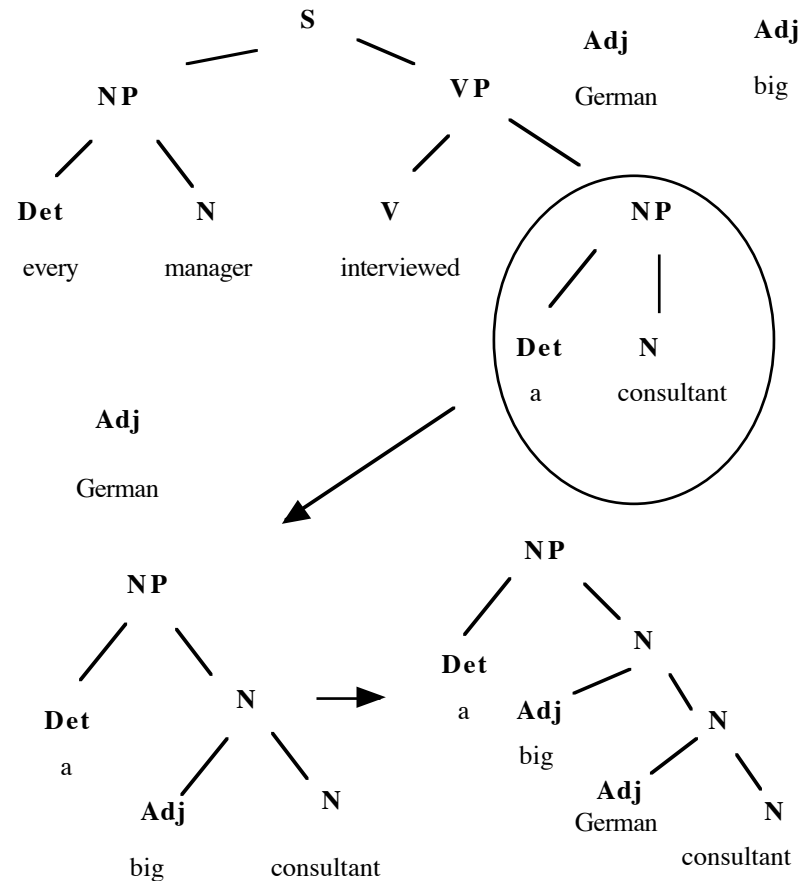 S
Adj
Adj
German
big
NP
VP
Det
N
V
NP
every
manager
interviewed
Det
N
a
consultant
Adj
German
NP
Det
N
a
Adj
N
big
consultant
NP
Det
N
a
Adj
N
big
Adj
N
German
consultant